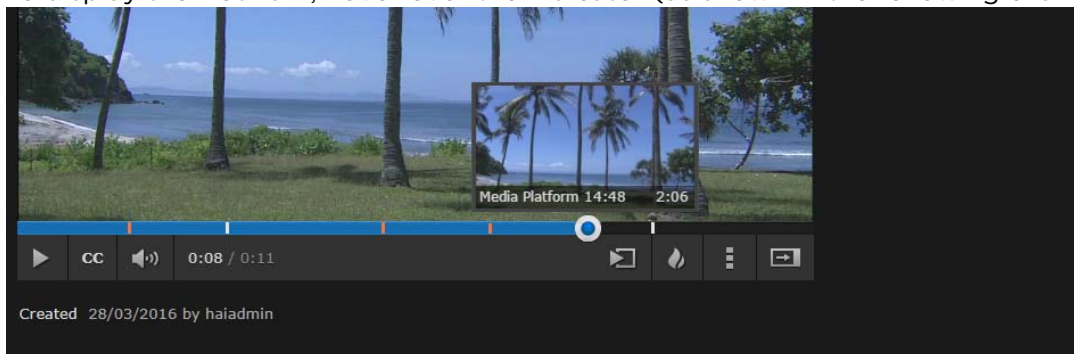 Media Platform 14:48 2:06
CC 0:08 / 0:11
Created 28/03/2016 by haiadmin